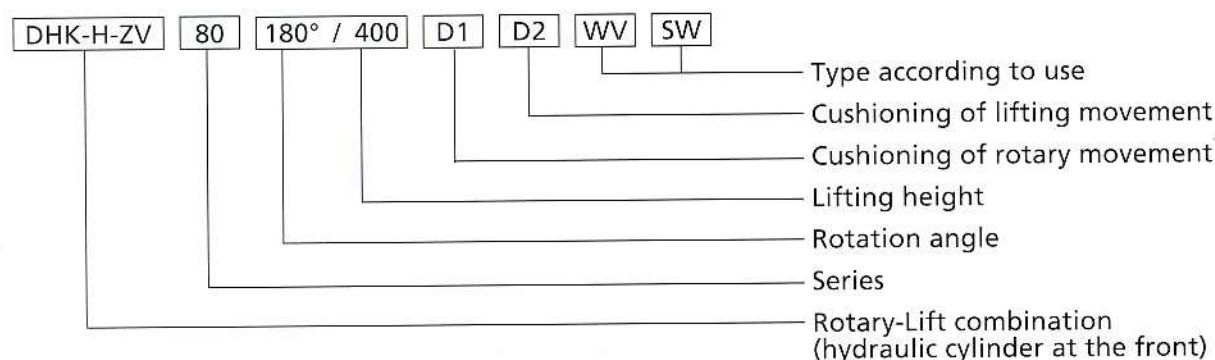 DHK-H-ZV 80 180° / 400 D1 D2 WV SW
Type according to use
Cushioning of lifting movement
Cushioning of rotary movement
Lifting height
Rotation angle
Series
Rotary-Lift combination
(hydraulic cylinder at the front)